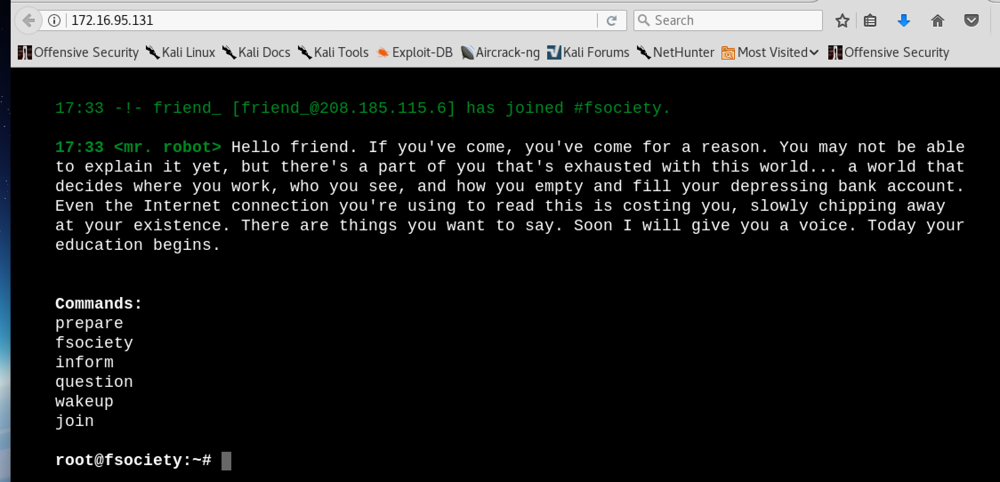 172.16.95.131 Search
Offensive Security Kali Linux Kali Docs Kali Tools Exploit-DB Aircrack-ng Kali Forums NetHunter Most Visited Offensive Security
17:33 -!- friend_ [friend_@208.185.115.6] has joined #fsociety.
17:33 <mr. robot> Hello friend. If you've come, you've come for a reason. You may not be able
to explain it yet, but there's a part of you that's exhausted with this world... a world that
decides where you work, who you see, and how you empty and fill your depressing bank account.
Even the Internet connection you're using to read this is costing you, slowly chipping away
at your existence. There are things you want to say. Soon I will give you a voice. Today your
education begins.
Commands:
prepare
fsociety
inform
question
wakeup
join
root@fsociety:~#